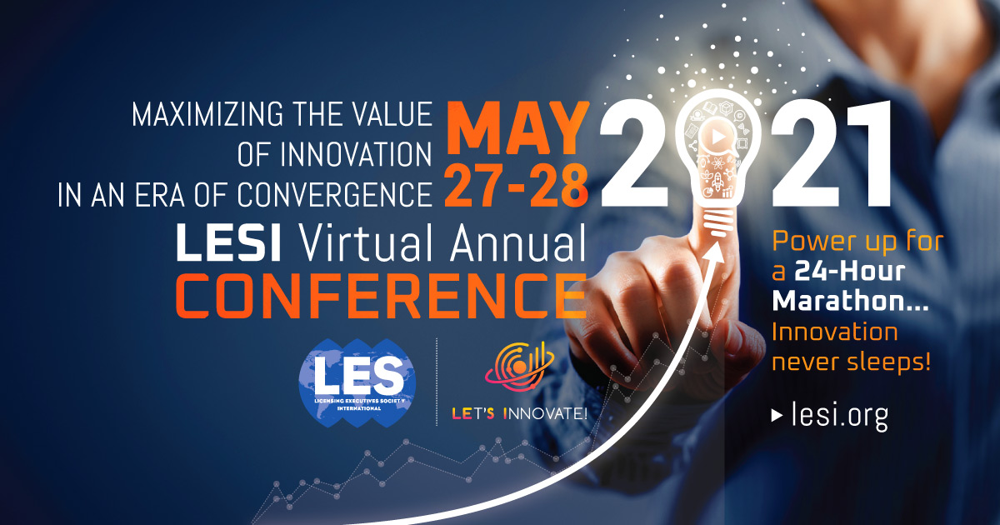 MAXIMIZING THE VALUE
OF INNOVATION
IN AN ERA OF CONVERGENCE
MAY
27-28
2021
LESI Virtual Annual
CONFERENCE
Power up for
a 24-Hour
Marathon...
Innovation
never sleeps!
lesi.org
LES
LICENSING EXECUTIVES SOCIETY
INTERNATIONAL
LET'S INNOVATE!